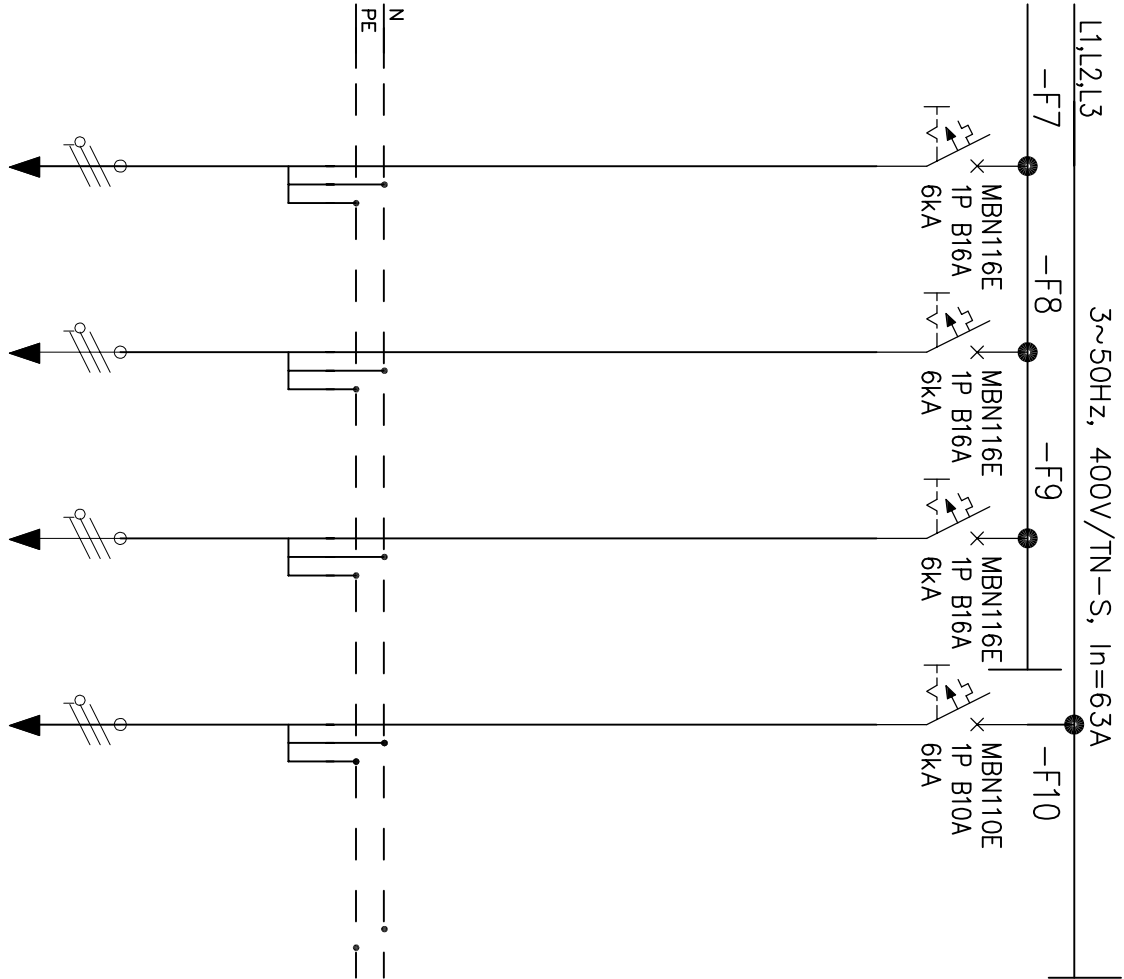 L1,L2,L3
3~50Hz, 400V/TN-S, In=63A
-F7
MBN116E
1P B16A
6kA
-F8
MBN116E
1P B16A
6kA
-F9
MBN116E
1P B16A
6kA
-F10
MBN110E
1P B10A
6kA
N
PE